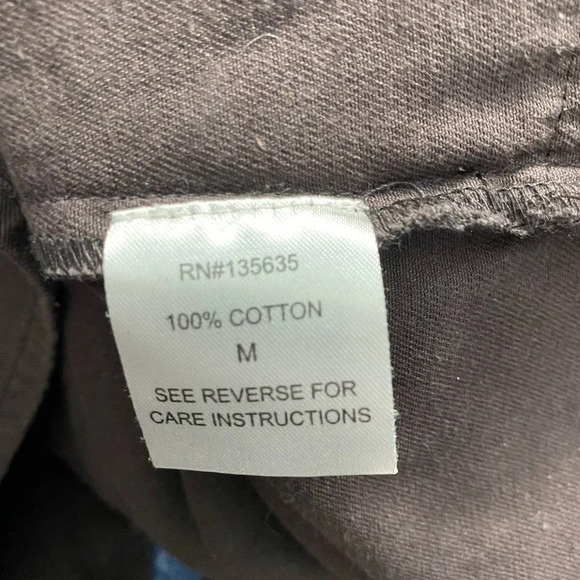 RN#135635
100% COTTON
M
SEE REVERSE FOR
CARE INSTRUCTIONS